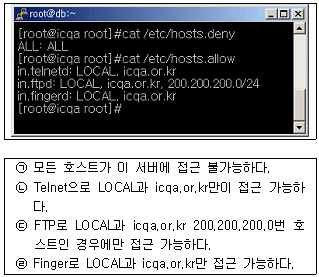 root@db:~
[root@icqa root]#cat /etc/hosts.deny
ALL: ALL
[root@icqa root]#cat /etc/hosts.allow
in.telnetd: LOCAL, icqa.or.kr
in.ftpd: LOCAL, icqa.or.kr, 200.200.200.0/24
in.fingerd: LOCAL, icqa.or.kr
[root@icqa root]#
㉠ 모든 호스트가 이 서버에 접근 불가능하다.
㉡ Telnet으로 LOCAL과 icqa.or.kr만이 접근 가능하
다.
㉢ FTP로 LOCAL과 icqa.or.kr 200.200.200.0번 호
스트인 경우에만 접근 가능하다.
㉣ Finger로 LOCAL과 icqa.or.kr만 접근 가능하다.